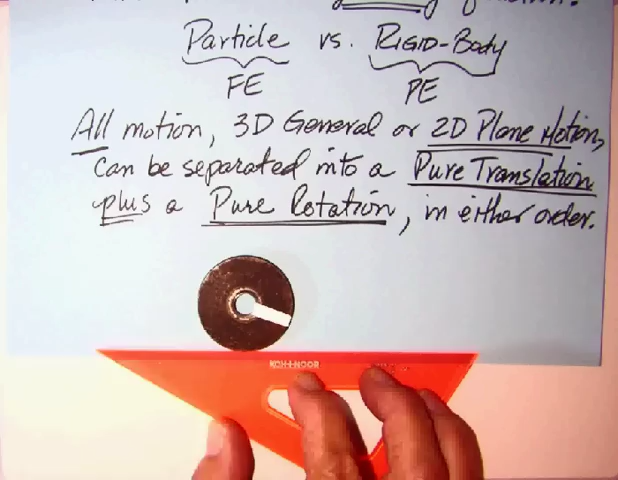 Particle vs. Rigid-Body
FE PE
All motion, 3D General or 2D Plane Motion,
can be separated into a Pure Translation
plus a Pure Rotation, in either order.
KOH-I-NOOR